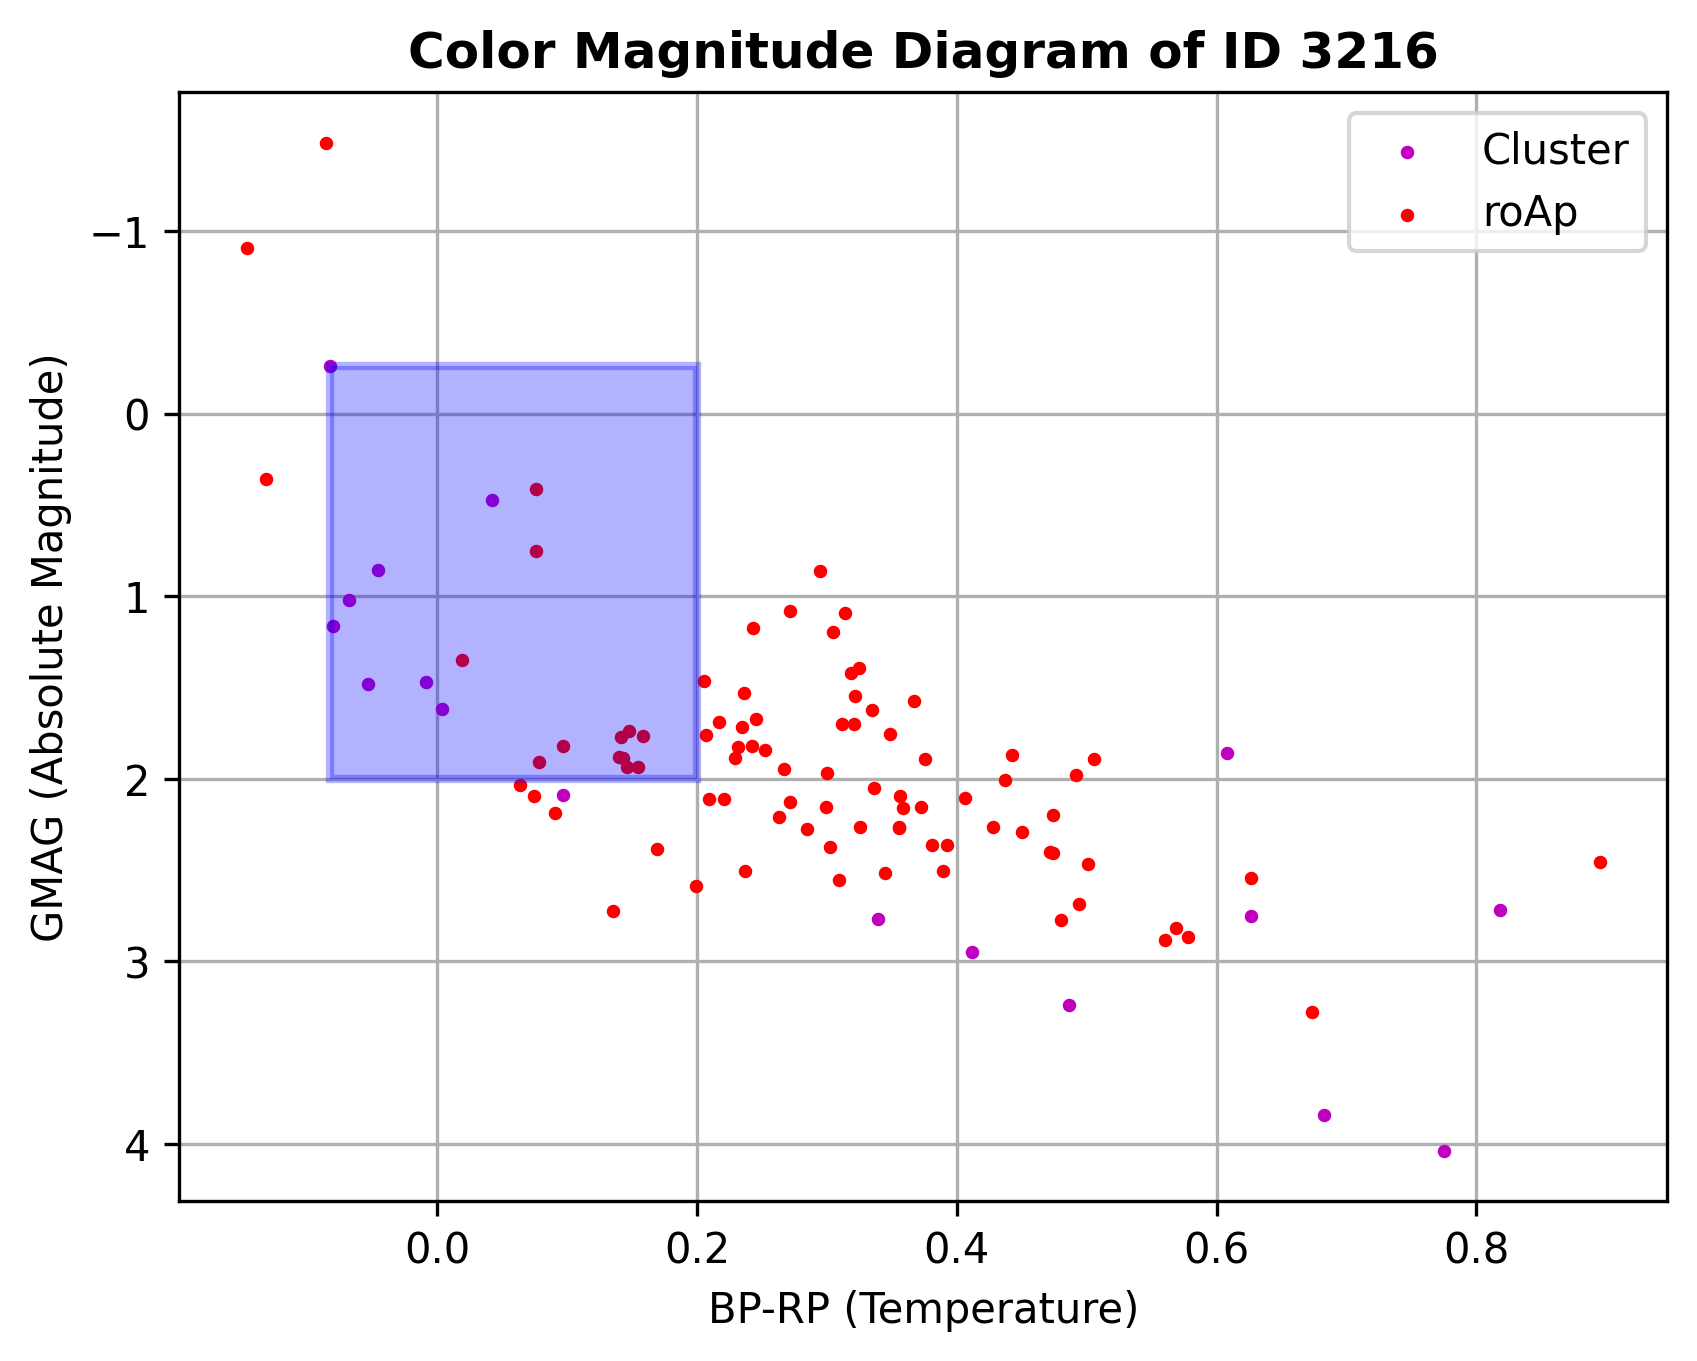 Color Magnitude Diagram of ID 3216
Cluster
roAp
−1
0
1
2
3
4
GMAG (Absolute Magnitude)
0.0 0.2 0.4 0.6 0.8
BP-RP (Temperature)